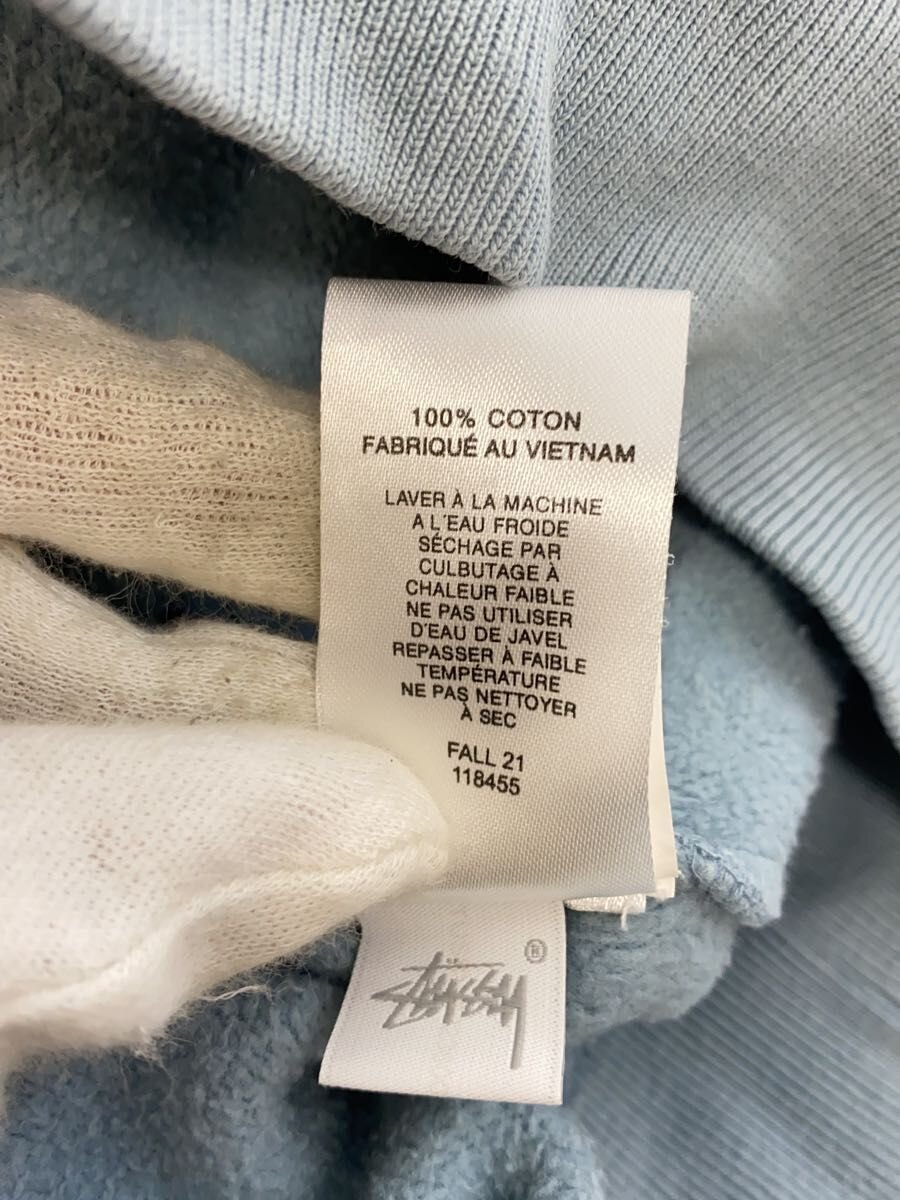 100% COTON
FABRIQUÉ AU VIETNAM
LAVER À LA MACHINE
A L'EAU FROIDE
SÉCHAGE PAR
CULBUTAGE À
CHALEUR FAIBLE
NE PAS UTILISER
D'EAU DE JAVEL
REPASSER À FAIBLE
TEMPÉRATURE
NE PAS NETTOYER
À SEC
FALL 21
118455
STÜSSY®